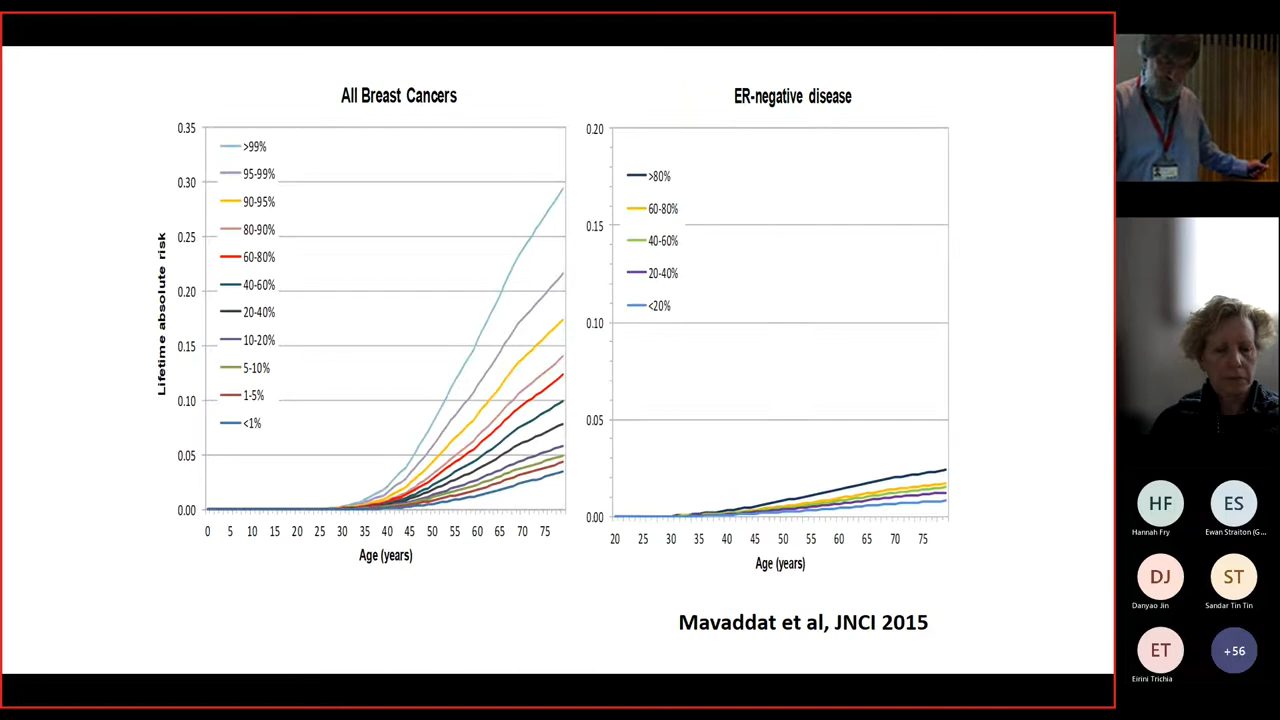 All Breast Cancers
Lifetime absolute risk
0.35
0.30
0.25
0.20
0.15
0.10
0.05
0.00
>99%
95-99%
90-95%
80-90%
60-80%
40-60%
20-40%
10-20%
5-10%
1-5%
<1%
0 5 10 15 20 25 30 35 40 45 50 55 60 65 70 75
Age (years)
ER-negative disease
0.20
0.15
0.10
0.05
0.00
>80%
60-80%
40-60%
20-40%
<20%
20 25 30 35 40 45 50 55 60 65 70 75
Age (years)
Mavaddat et al, JNCI 2015
HF
Hannah Fry
ES
Ewan Straiton (G...
DJ
Danyao Jin
ST
Sandar Tin Tin
ET
Eirini Trichia
+56